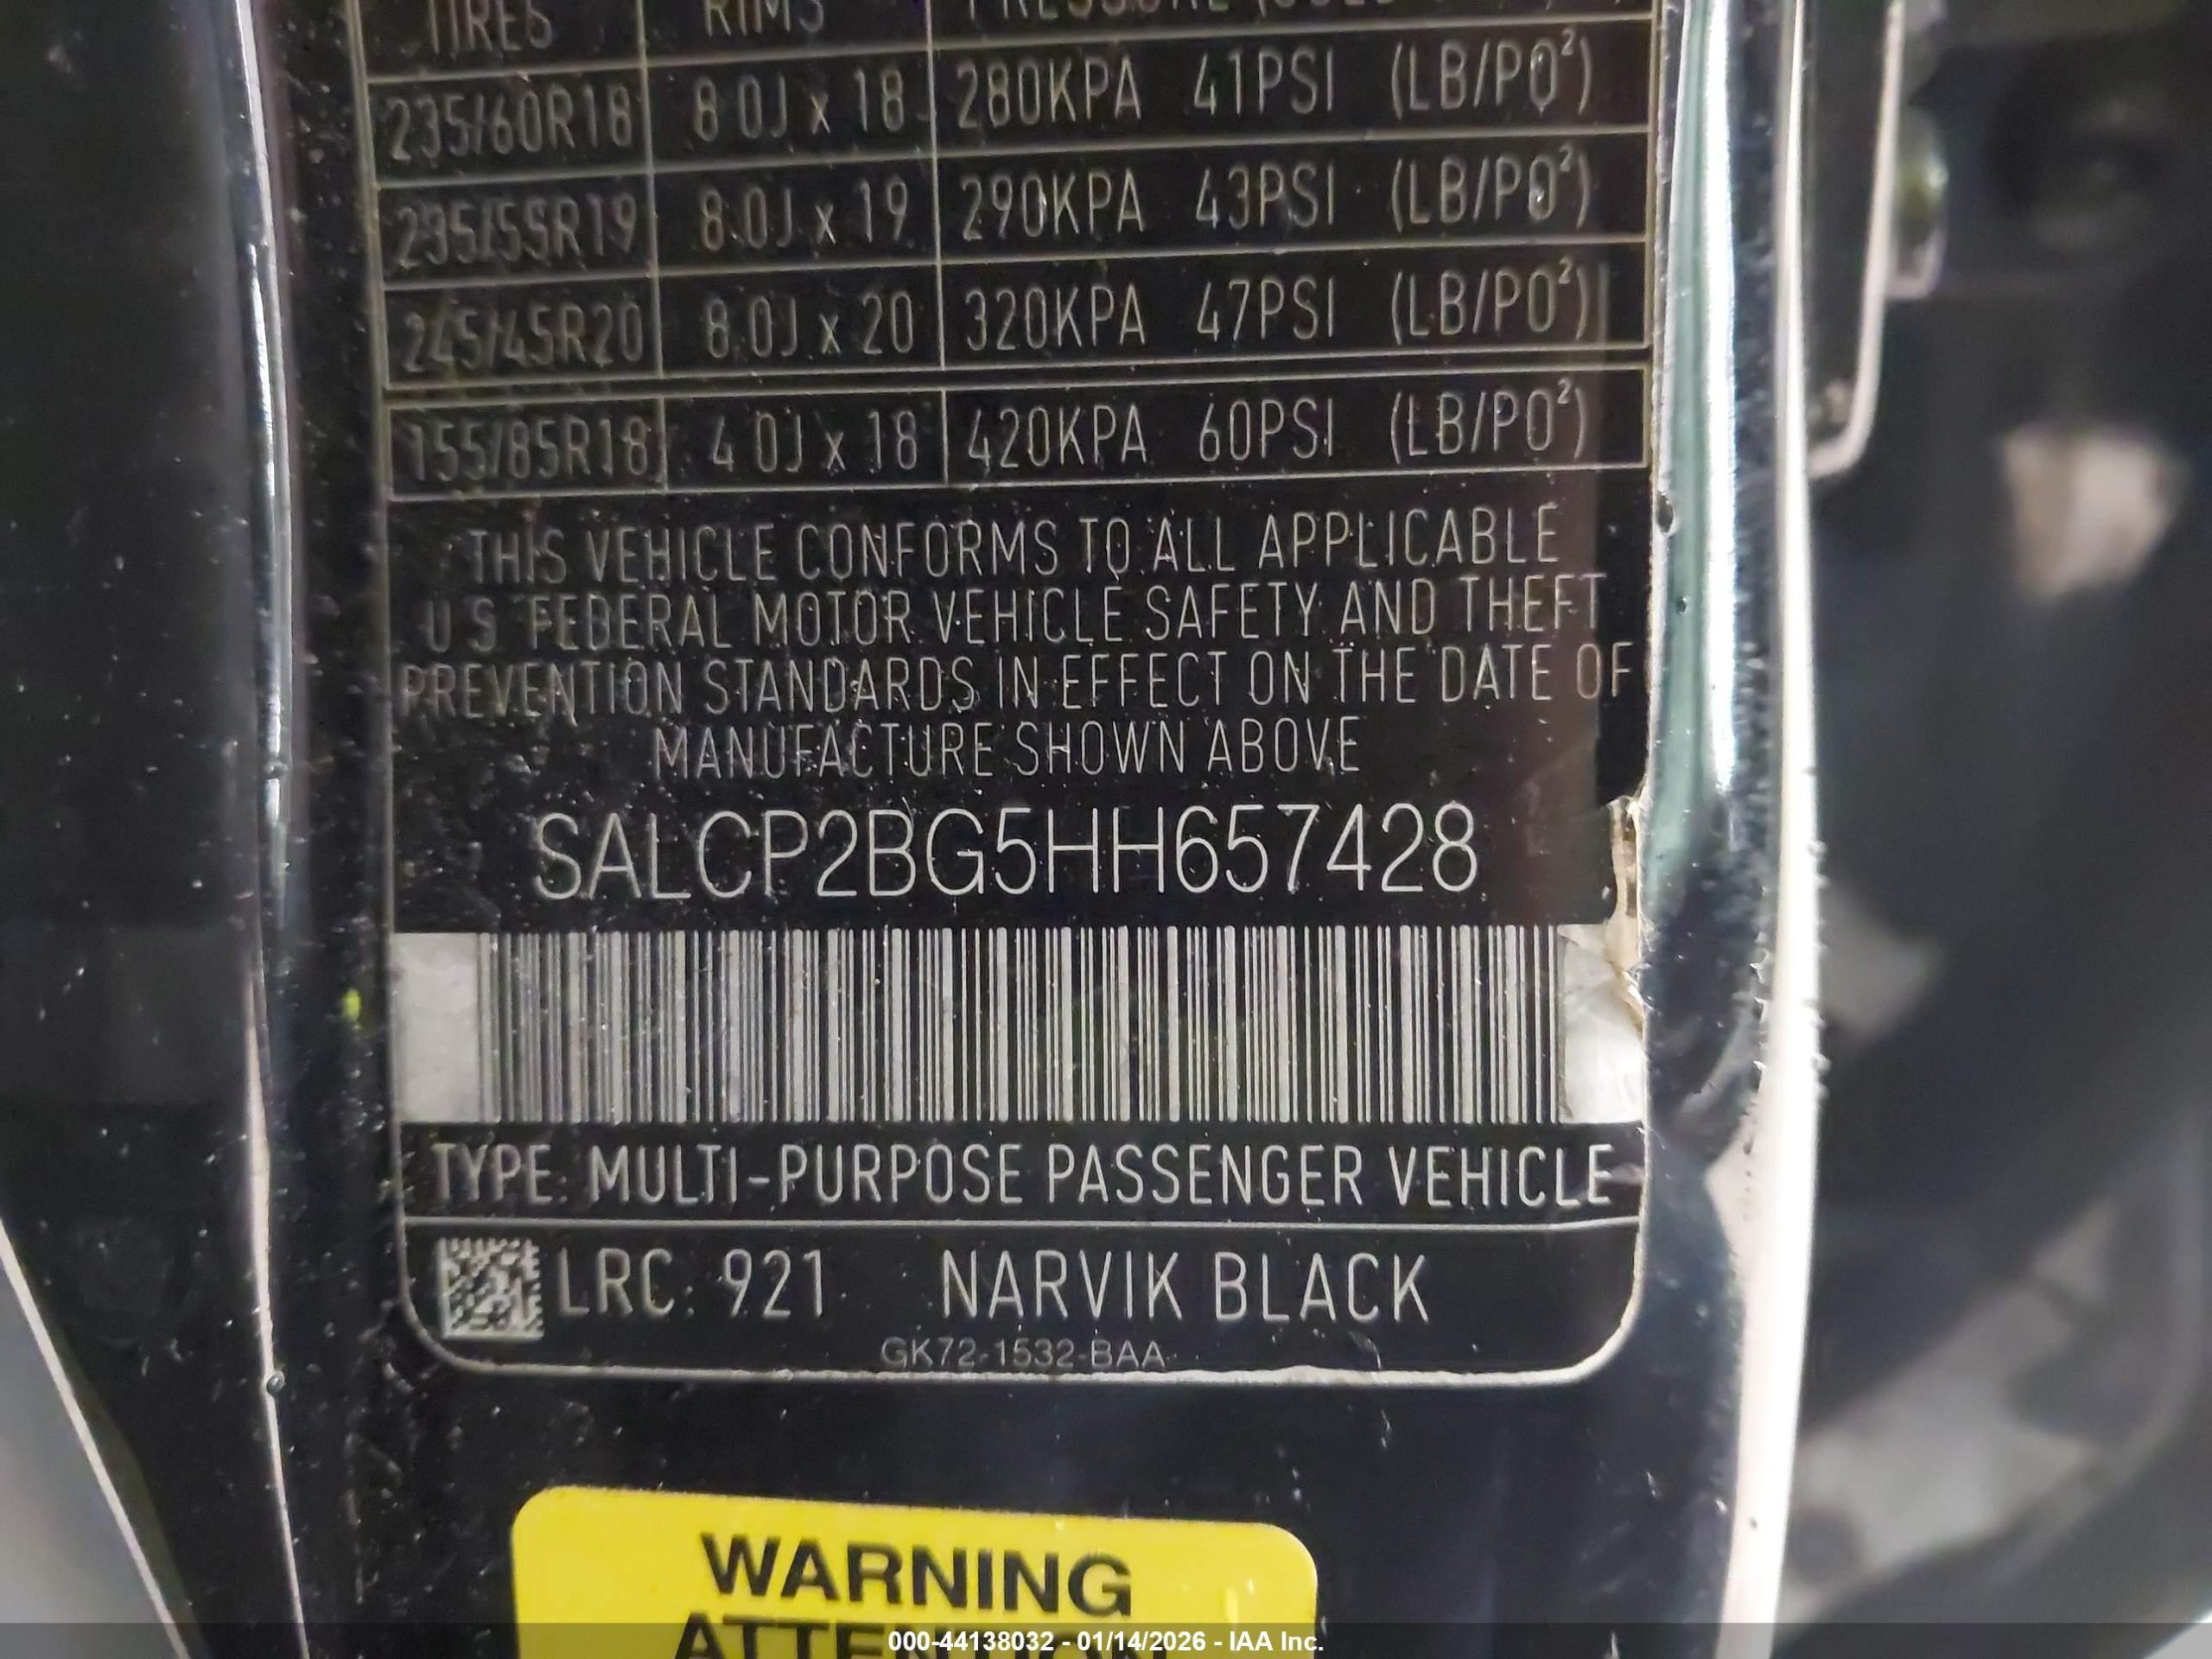 TIRES RIMS
235/60R18 8.0J x 18 280KPA 41PSI (LB/PO²)
235/55R19 8.0J x 19 290KPA 43PSI (LB/PO²)
245/45R20 8.0J x 20 320KPA 47PSI (LB/PO²)
155/85R18 4.0J x 18 420KPA 60PSI (LB/PO²)
THIS VEHICLE CONFORMS TO ALL APPLICABLE
U.S. FEDERAL MOTOR VEHICLE SAFETY AND THEFT
PREVENTION STANDARDS IN EFFECT ON THE DATE OF
MANUFACTURE SHOWN ABOVE
SALCP2BG5HH657428
TYPE: MULTI-PURPOSE PASSENGER VEHICLE
LRC: 921 NARVIK BLACK
GK72-1532-BAA
WARNING
ATTENTION
000-44138032 - 01/14/2026 - IAA Inc.